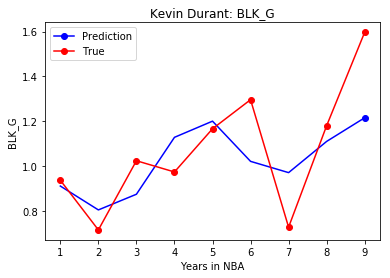 Kevin Durant: BLK_G
Prediction
True
1.6
1.4
1.2
1.0
0.8
BLK_G
1 2 3 4 5 6 7 8 9
Years in NBA